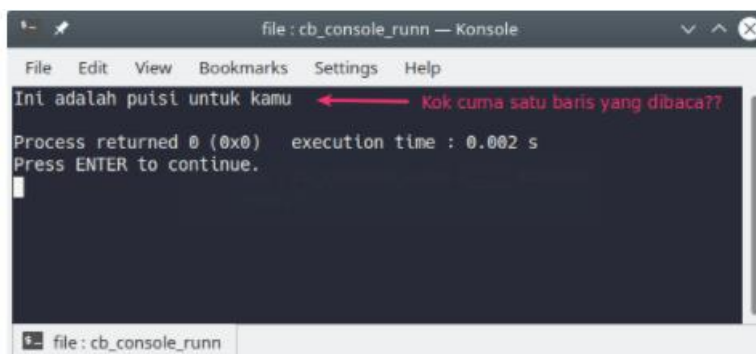 file : cb_console_runn — Konsole
File Edit View Bookmarks Settings Help
Ini adalah puisi untuk kamu Kok cuma satu baris yang dibaca??
Process returned 0 (0x0) execution time : 0.002 s
Press ENTER to continue.
file : cb_console_runn